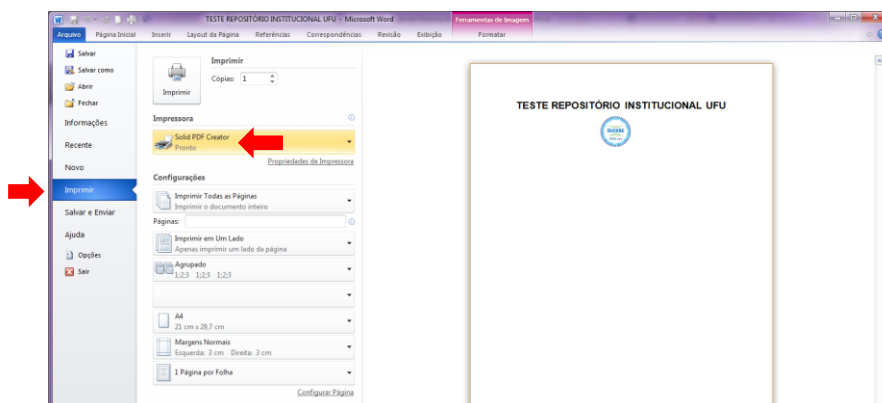 TESTE REPOSITÓRIO INSTITUCIONAL UFU - Microsoft Word
Ferramentas de Imagem
Arquivo Página Inicial Inserir Layout da Página Referências Correspondências Revisão Exibição Formatar
Salvar
Salvar como
Abrir
Fechar
Informações
Recente
Novo
Imprimir
Salvar e Enviar
Ajuda
Opções
Sair
Imprimir
Cópias: 1
Imprimir
Impressora
Solid PDF Creator
Pronto
Propriedades de Impressora
Configurações
Imprimir Todas as Páginas
Imprimir o documento inteiro
Páginas:
Imprimir em Um Lado
Apenas imprimir um lado da página
Agrupado
1;2;3 1;2;3 1;2;3
A4
21 cm x 29,7 cm
Margens Normais
Esquerda: 3 cm Direita: 3 cm
1 Página por Folha
Configurar Página
TESTE REPOSITÓRIO INSTITUCIONAL UFU